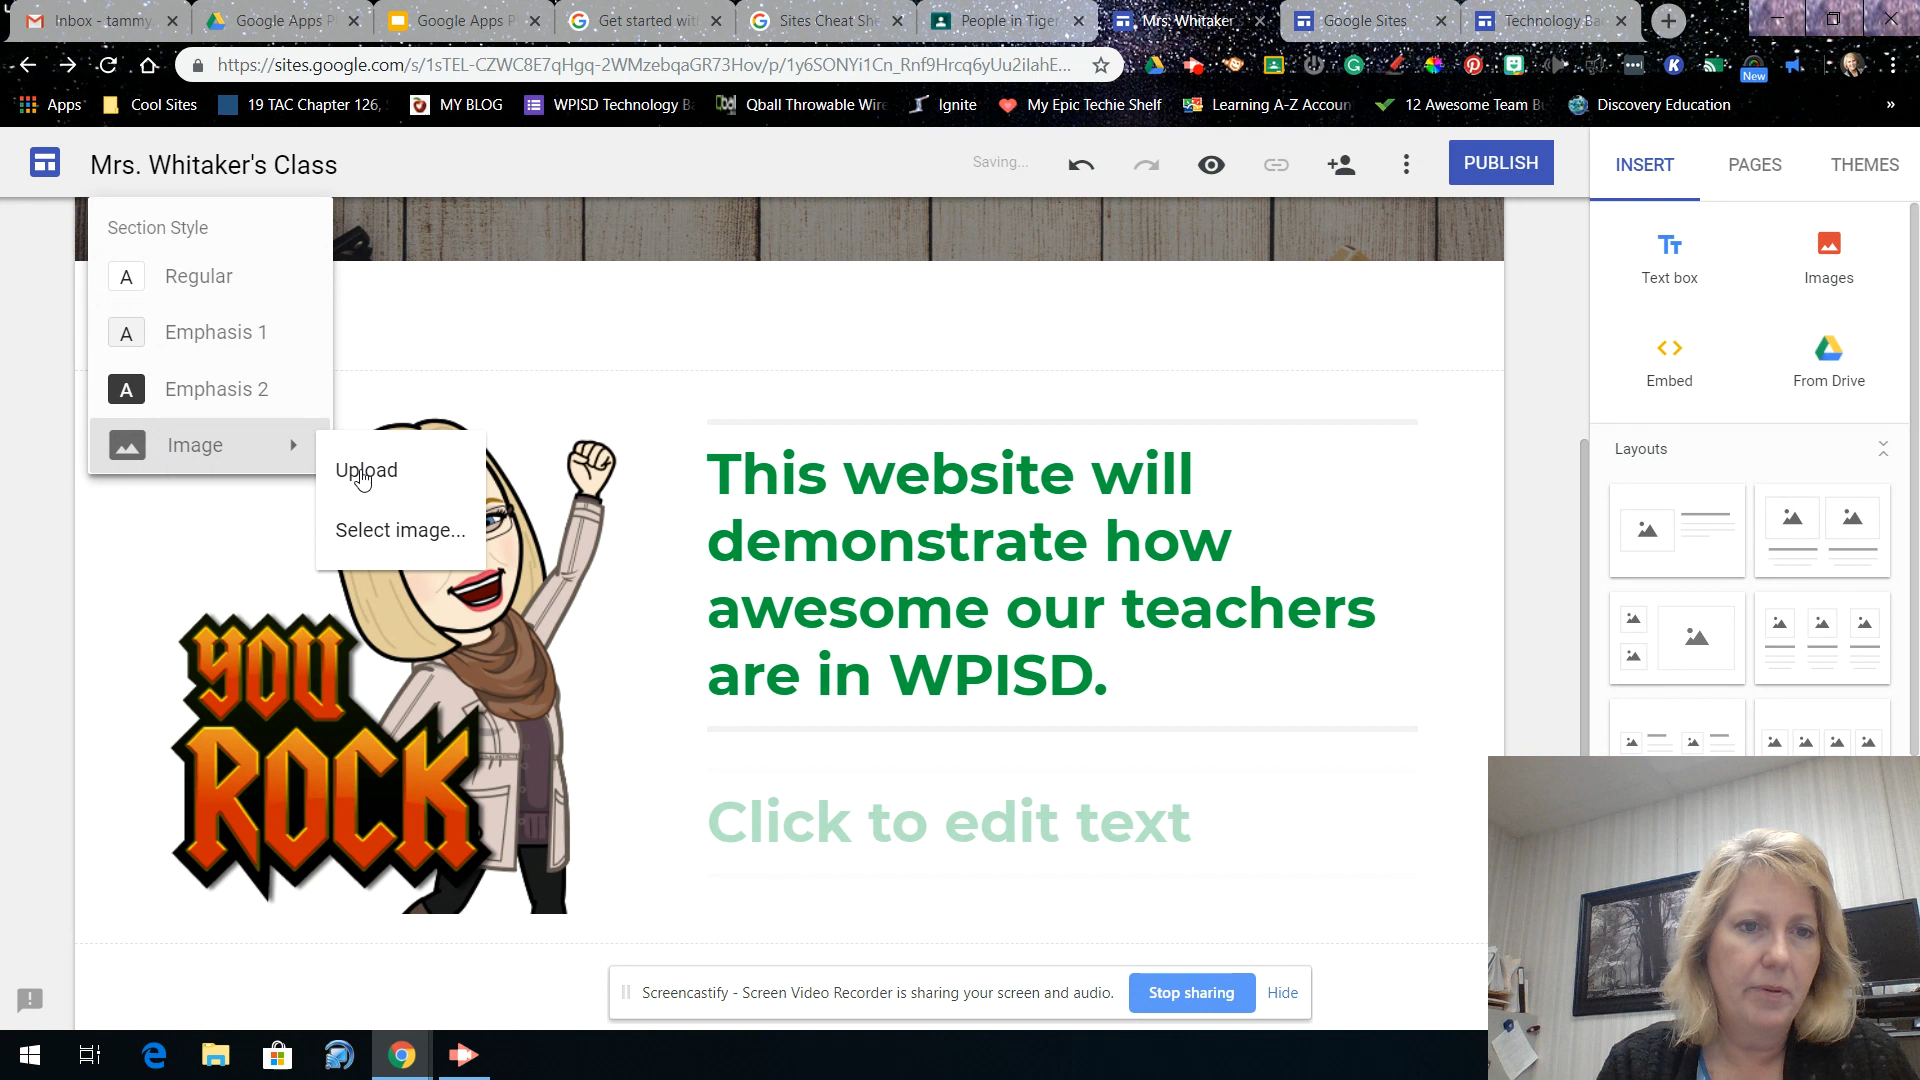 Inbox - tammy
Google Apps P
Google Apps P
Get started wit
Sites Cheat She
People in Tiger
Mrs. Whitaker
Google Sites
Technology Ba
https://sites.google.com/s/1sTEL-CZWC8E7qHgq-2WMzebqaGR73Hov/p/1y6SONYi1Cn_Rnf9Hrcq6yUu2iIahE...
New
Apps
Cool Sites
19 TAC Chapter 126,
MY BLOG
WPISD Technology Ba
Qball Throwable Wire
Ignite
My Epic Techie Shelf
Learning A-Z Accoun
12 Awesome Team Bu
Discovery Education
»
Mrs. Whitaker's Class
Saving...
PUBLISH
INSERT
PAGES
THEMES
Section Style
A Regular
A Emphasis 1
A Emphasis 2
Image
Upload
Select image...
YOU
ROCK
This website will
demonstrate how
awesome our teachers
are in WPISD.
Click to edit text
Tт
Text box
Images
Embed
From Drive
Layouts
Screencastify - Screen Video Recorder is sharing your screen and audio.
Stop sharing
Hide